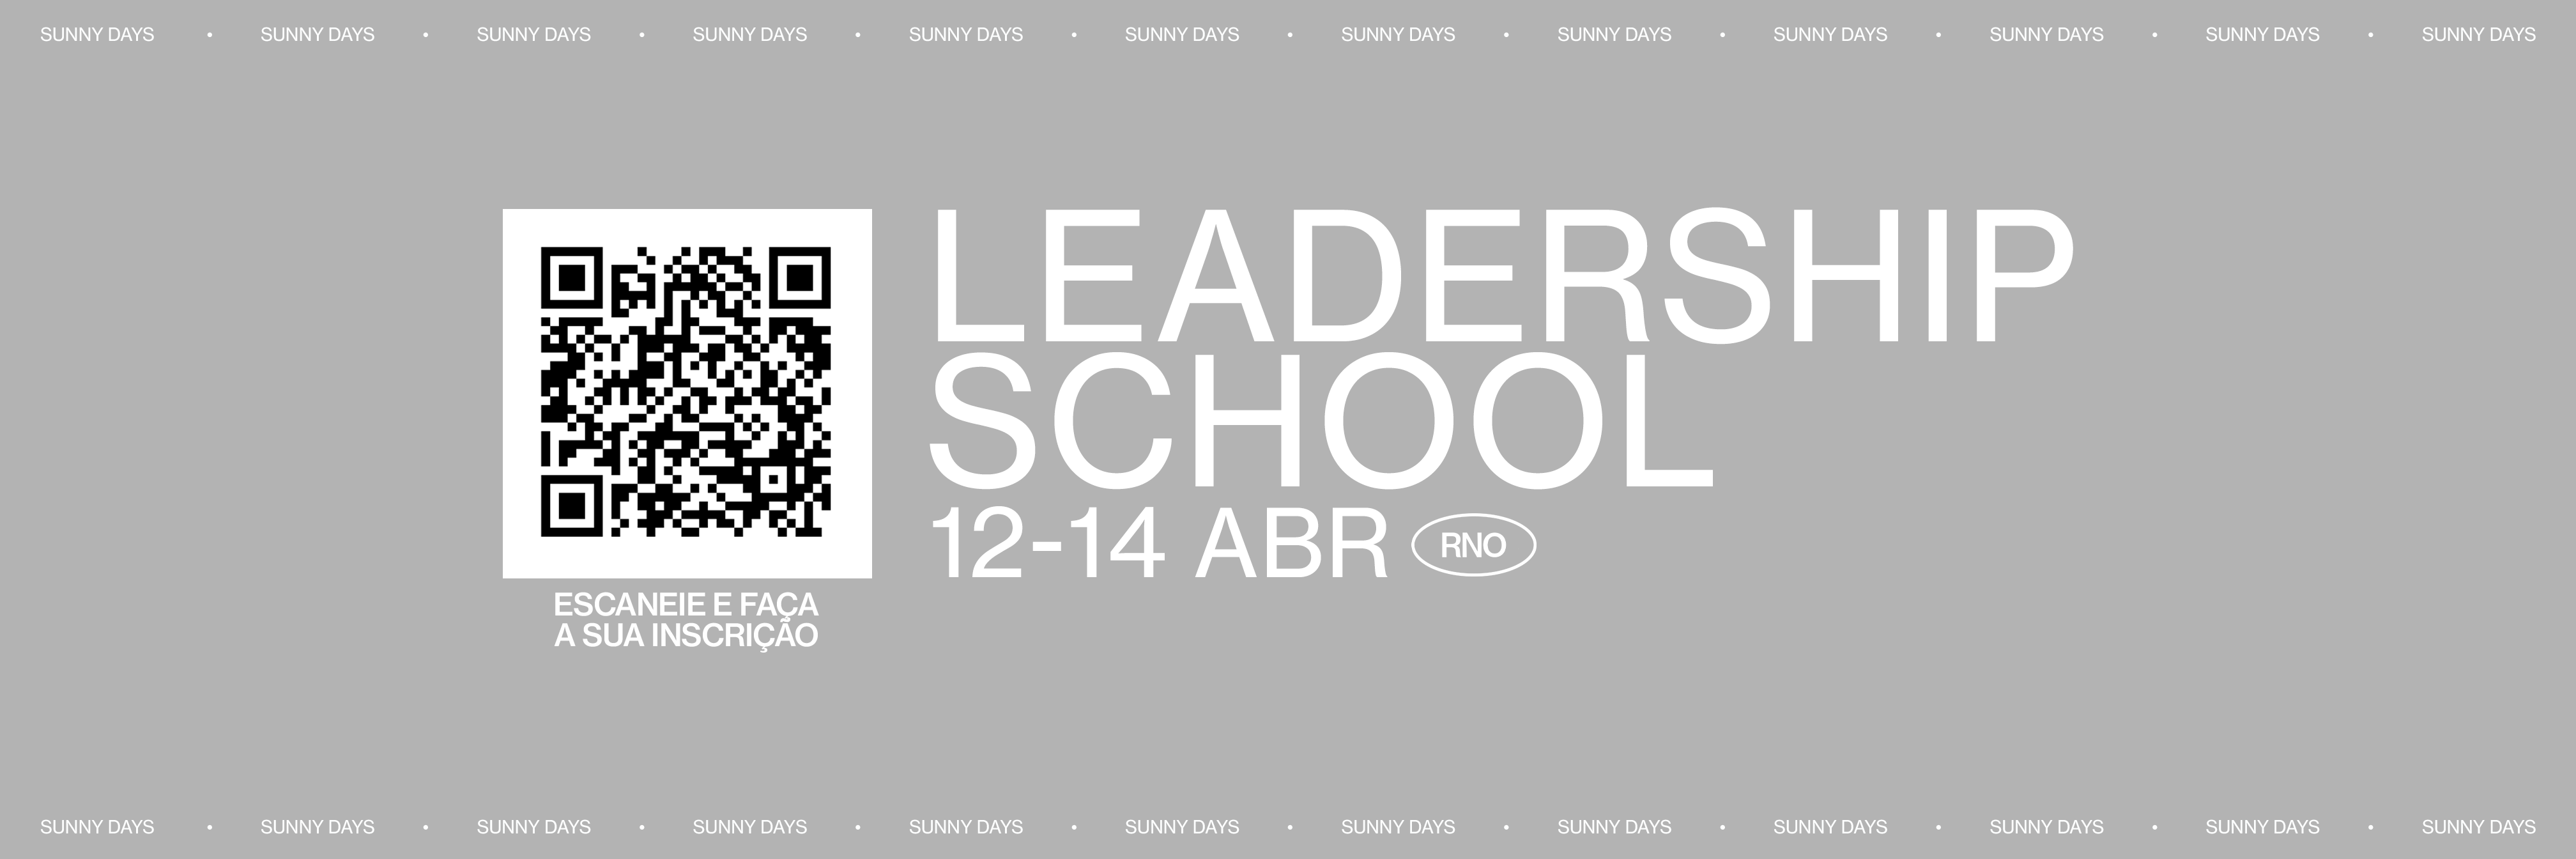 SUNNY DAYS • SUNNY DAYS • SUNNY DAYS • SUNNY DAYS • SUNNY DAYS • SUNNY DAYS • SUNNY DAYS • SUNNY DAYS • SUNNY DAYS • SUNNY DAYS • SUNNY DAYS • SUNNY DAYS
LEADERSHIP
SCHOOL
12-14 ABR RNO
ESCANEIE E FAÇA
A SUA INSCRIÇÃO
SUNNY DAYS • SUNNY DAYS • SUNNY DAYS • SUNNY DAYS • SUNNY DAYS • SUNNY DAYS • SUNNY DAYS • SUNNY DAYS • SUNNY DAYS • SUNNY DAYS • SUNNY DAYS • SUNNY DAYS